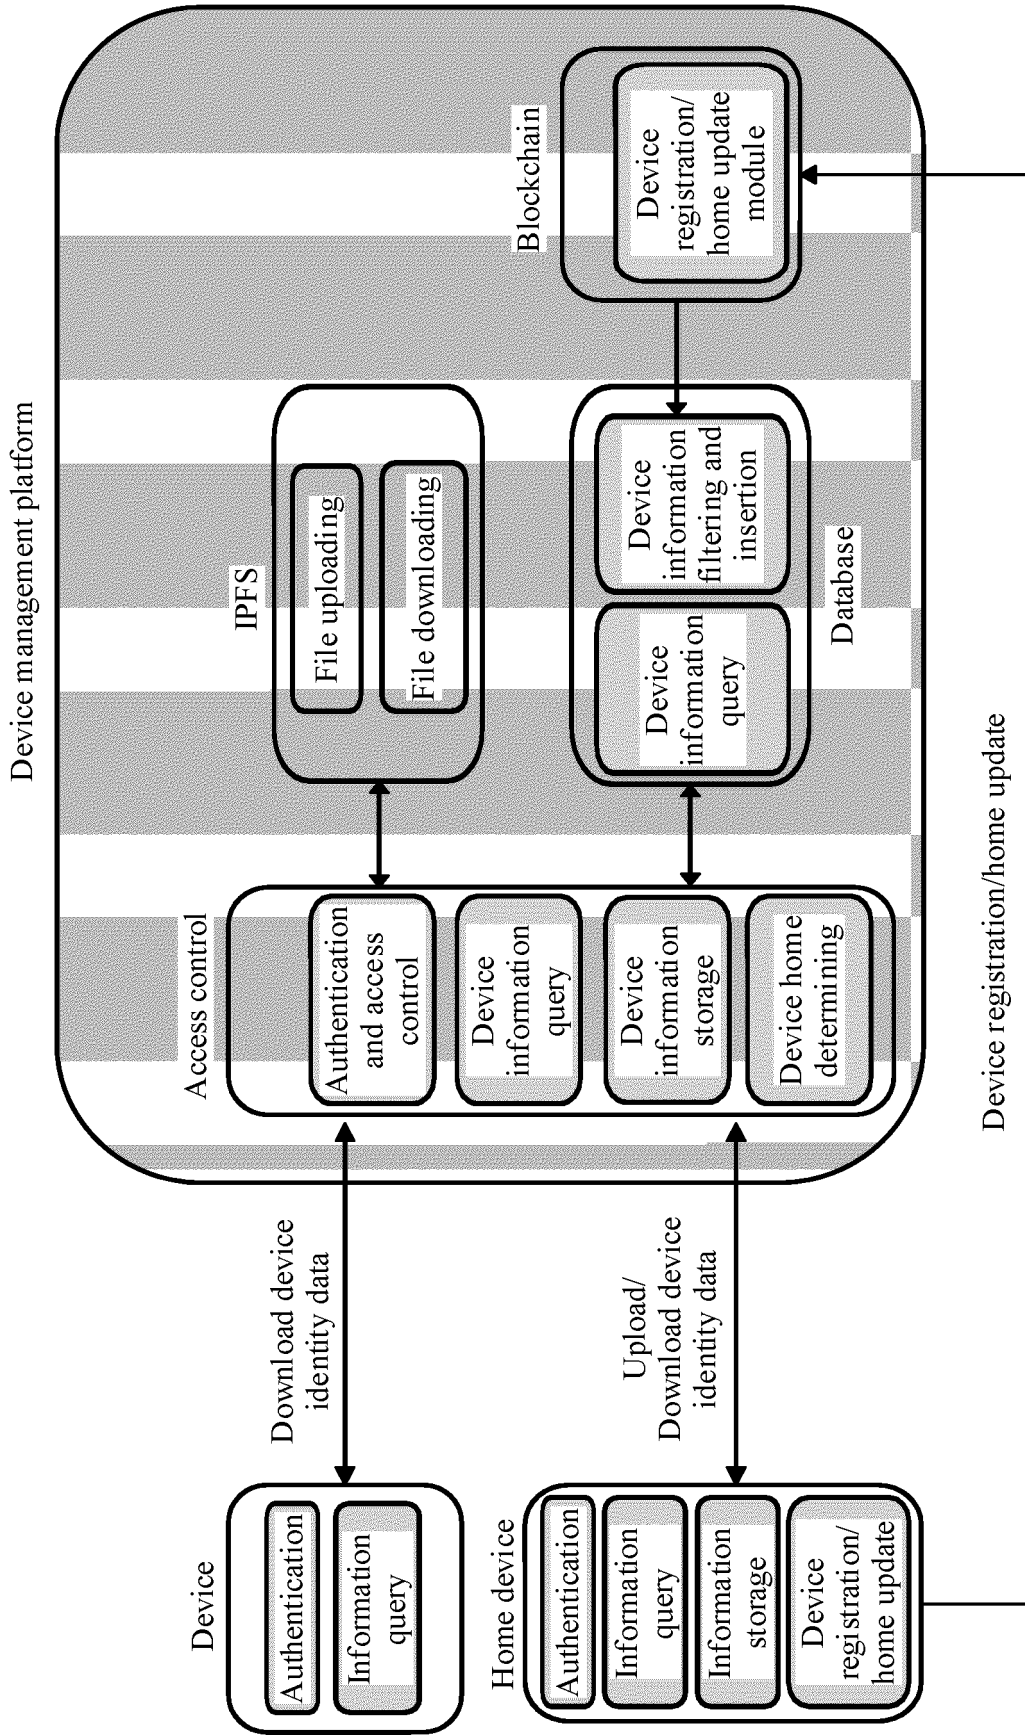 Device management platform
Device
Authentication
Information
query
Home device
Authentication
Information
query
Information
storage
Device
registration/
home update
Download device
identity data
Upload/
Download device
identity data
Access control
Authentication
and access
control
Device
information
query
Device
information
storage
Device home
determining
IPFS
File uploading
File downloading
Device
information
query
Device
information
filtering and
insertion
Database
Blockchain
Device
registration/
home update
module
Device registration/home update